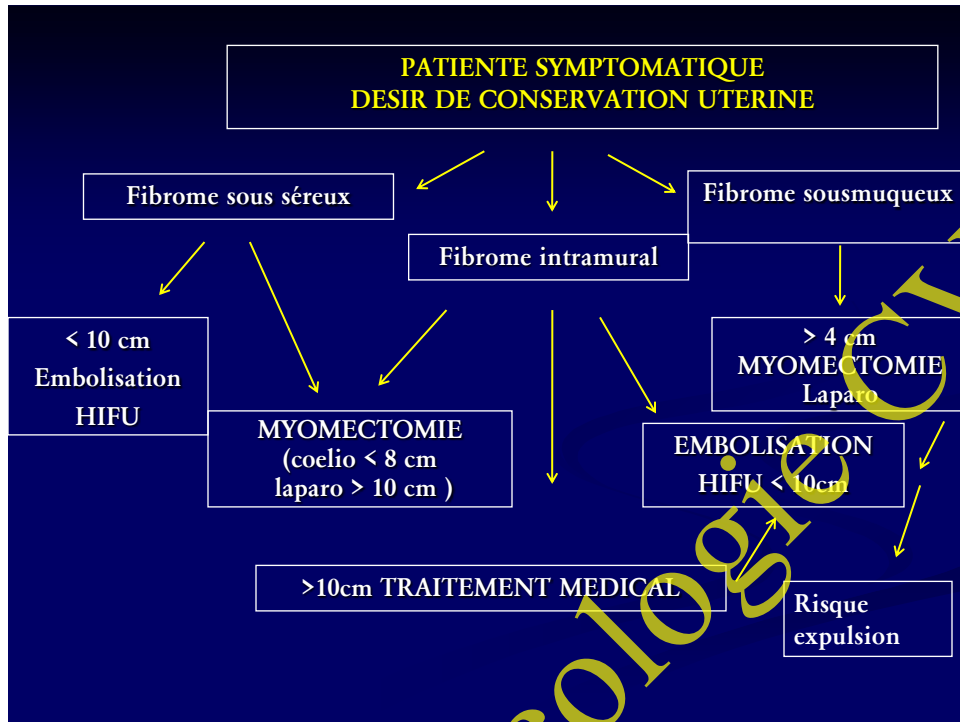 PATIENTE SYMPTOMATIQUE
DESIR DE CONSERVATION UTERINE
Fibrome sous séreux
Fibrome sousmuqueux
Fibrome intramural
< 10 cm
Embolisation
HIFU
> 4 cm
MYOMECTOMIE
Laparo
MYOMECTOMIE
(coelio < 8 cm
laparo > 10 cm )
EMBOLISATION
HIFU < 10cm
>10cm TRAITEMENT MEDICAL
Risque
expulsion